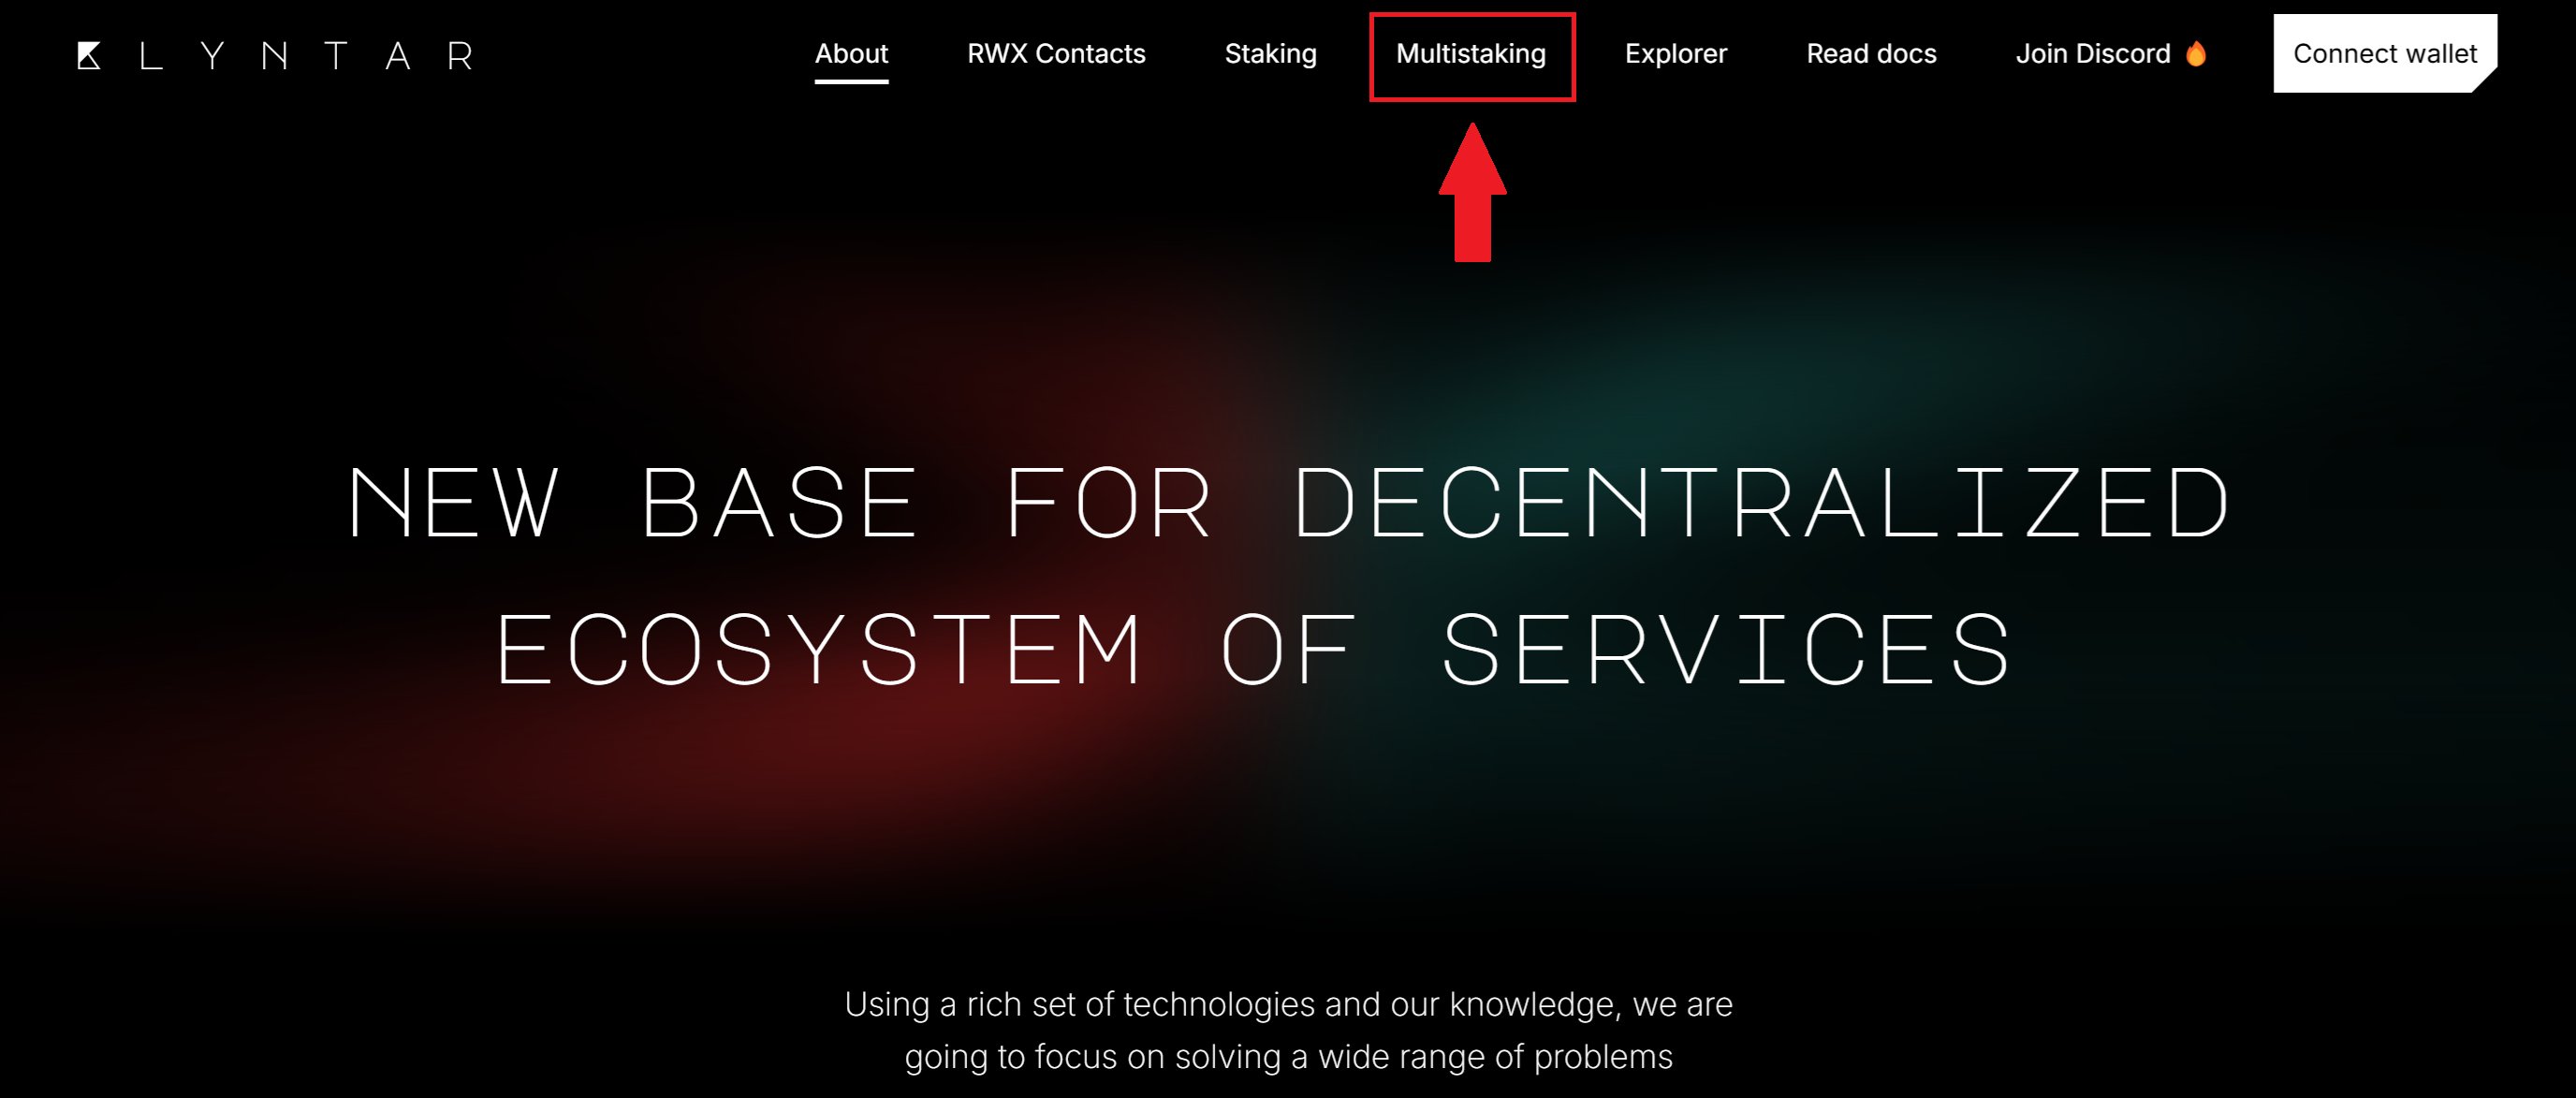 KLYNTAR
About
RWX Contacts
Staking
Multistaking
Explorer
Read docs
Join Discord 🔥
Connect wallet
NEW BASE FOR DECENTRALIZED
ECOSYSTEM OF SERVICES
Using a rich set of technologies and our knowledge, we are
going to focus on solving a wide range of problems